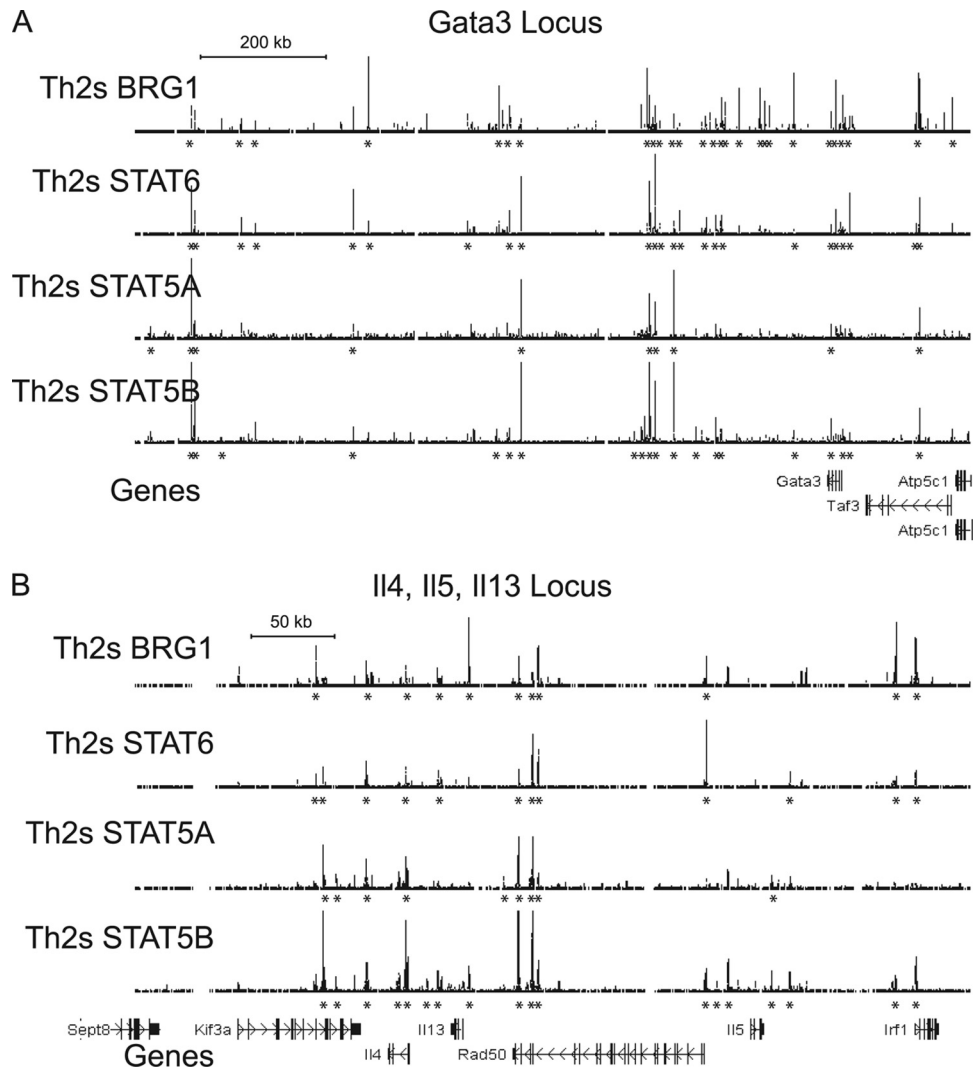 A
Gata3 Locus
200 kb
Th2s BRG1
* * * * * * * * *** ** * *** * *** * **** ** *
Th2s STAT6
** * * * * * * * *** ** * ** * **** **
Th2s STAT5A
* ** * * ** * * *
Th2s STAT5B
** * * * * * **** * * ** * ** *
Genes
Gata3
Atp5c1
Taf3
Atp5c1
B
Il4, Il5, Il13 Locus
50 kb
Th2s BRG1
* * * * * * ** * * *
Th2s STAT6
** * * * * ** * * * *
Th2s STAT5A
* * * * * * ** *
Th2s STAT5B
* * * ** * * * * ** * * * * * * *
Sept8
Kif3a
Il13
Il5
Irf1
Genes
Il4
Rad50